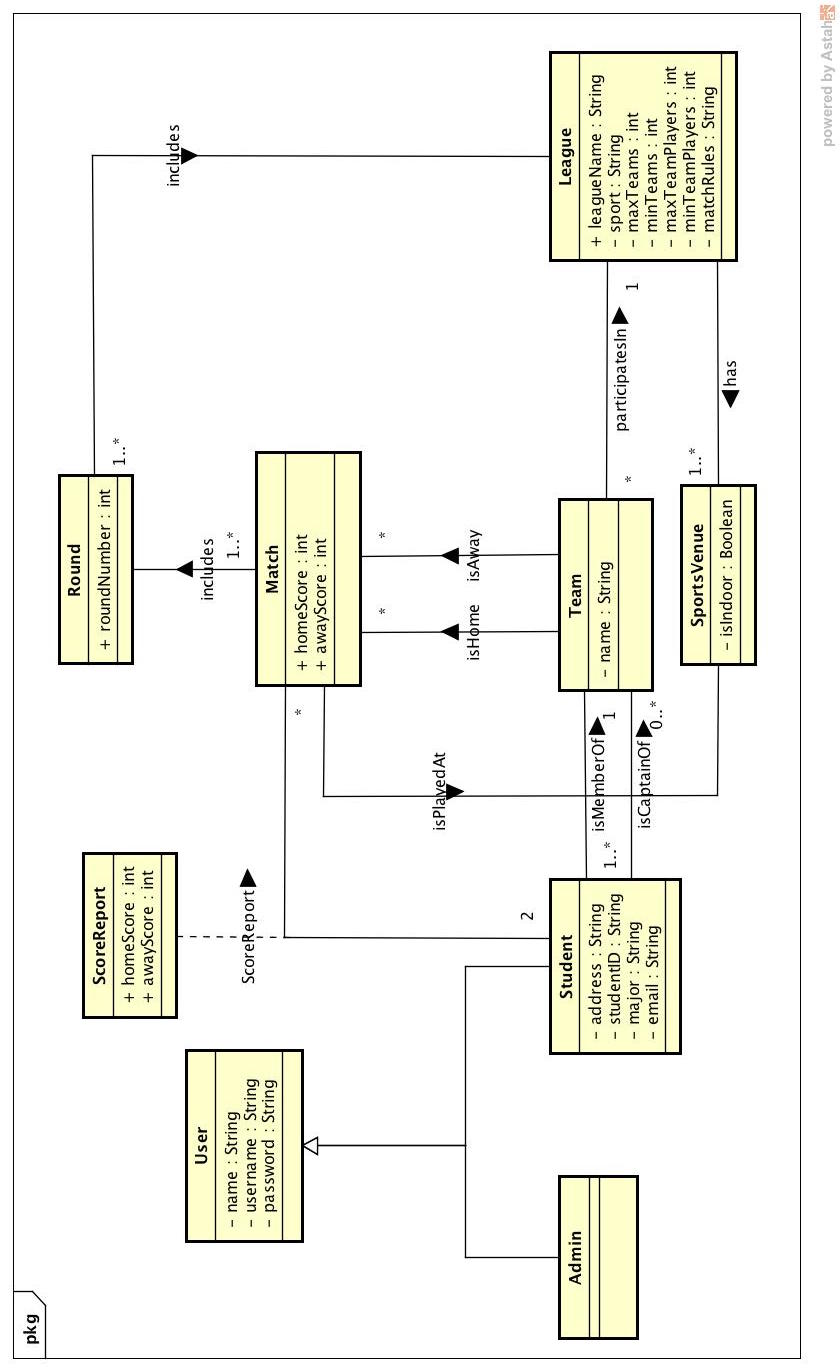 pkg
User
- name : String
- username : String
- password : String
ScoreReport
+ homeScore : int
+ awayScore : int
Round
+ roundNumber : int
1..*
includes
includes
1..*
Match
+ homeScore : int
+ awayScore : int
*
*
*
ScoreReport
isPlayedAt
isHome
isAway
Admin
Student
- address : String
- studentID : String
- major : String
- email : String
2
1..*
isMemberOf
1
isCaptainOf
0..*
Team
- name : String
*
participatesIn
1
League
+ leagueName : String
- sport : String
- maxTeams : int
- minTeams : int
- maxTeamPlayers : int
- minTeamPlayers : int
- matchRules : String
SportsVenue
- isIndoor : Boolean
1..*
has
powered by Astah